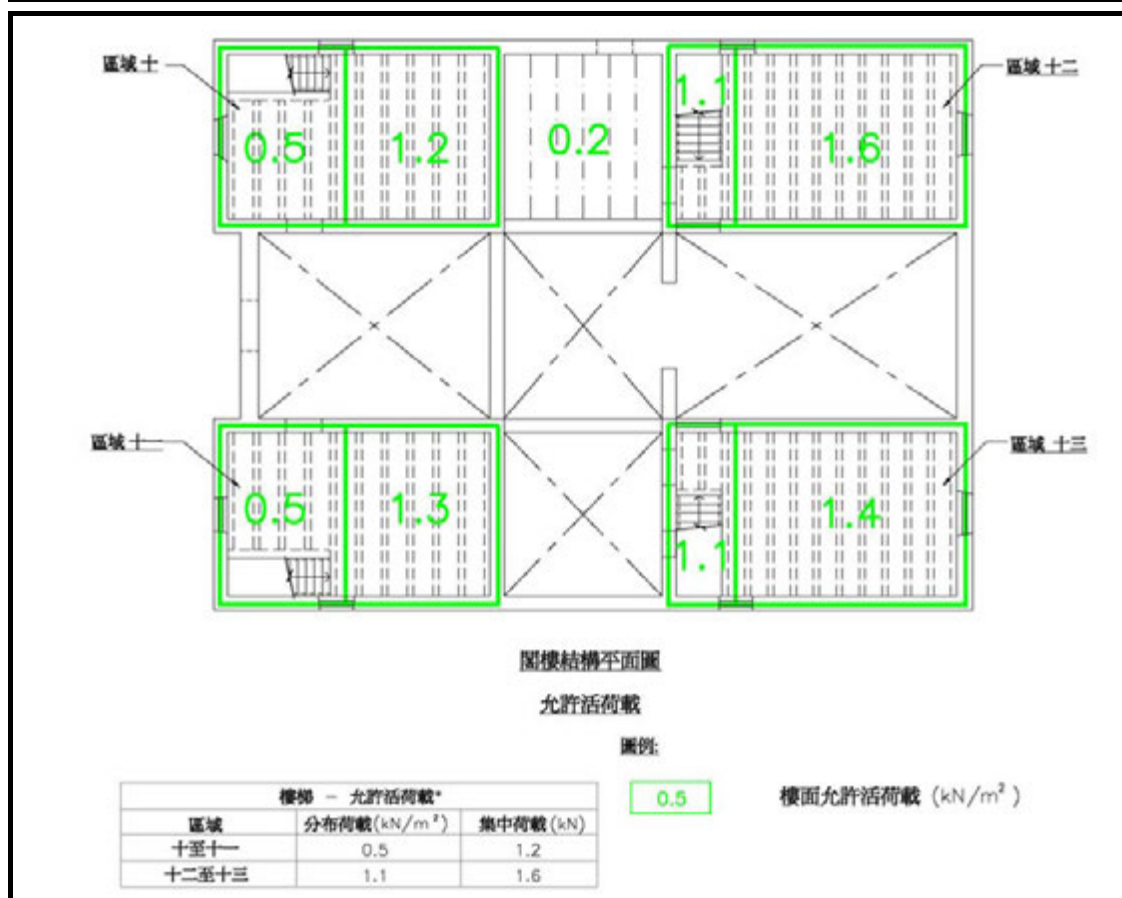 區域十
區域十二
1.1
0.5
1.2
0.2
1.6
區域十一
區域 十三
0.5
1.3
1.4
1.1
閣樓結構平面圖
允許活荷載
圖例:
樓梯 - 允許活荷載*
區域 分布荷載(kN/m²) 集中荷載(kN)
十至十一 0.5 1.2
十二至十三 1.1 1.6
0.5 樓面允許活荷載 (kN/m²)